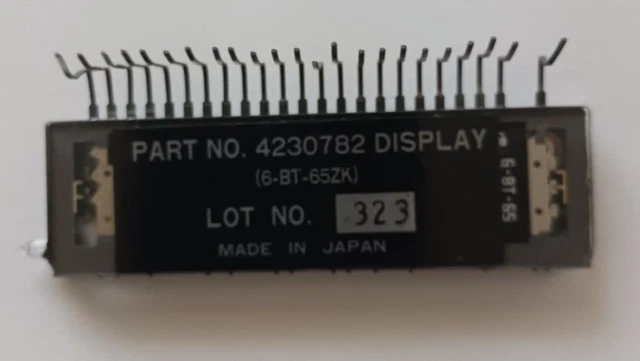 PART NO. 4230782 DISPLAY
(6-BT-65ZK)
LOT NO. 323
MADE IN JAPAN
6-BT-65